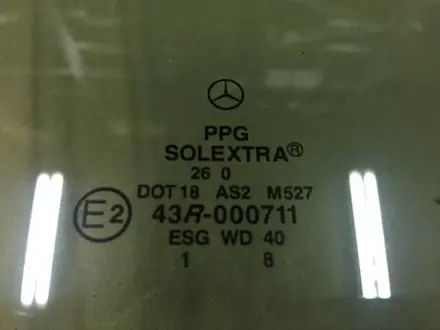 PPG
SOLEXTRA®
26 0
DOT18 AS2 M527
E2 43R-000711
ESG WD 40
1 8